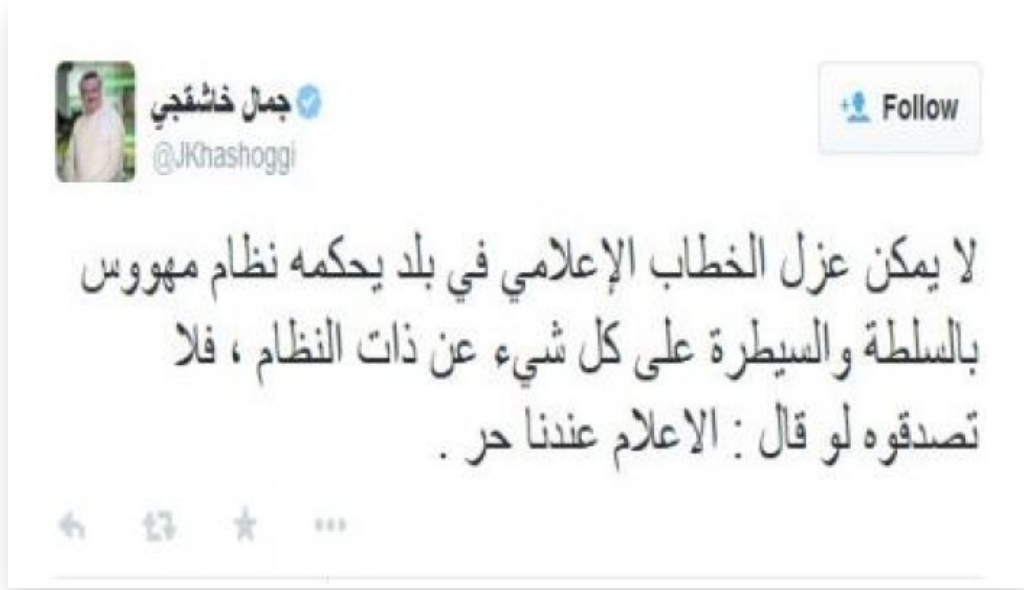 جمال خاشقجي
@JKhashoggi
Follow
لا يمكن عزل الخطاب الإعلامي في بلد يحكمه نظام مهووس
بالسلطة والسيطرة على كل شيء عن ذات النظام ، فلا
تصدقوه لو قال : الاعلام عندنا حر .